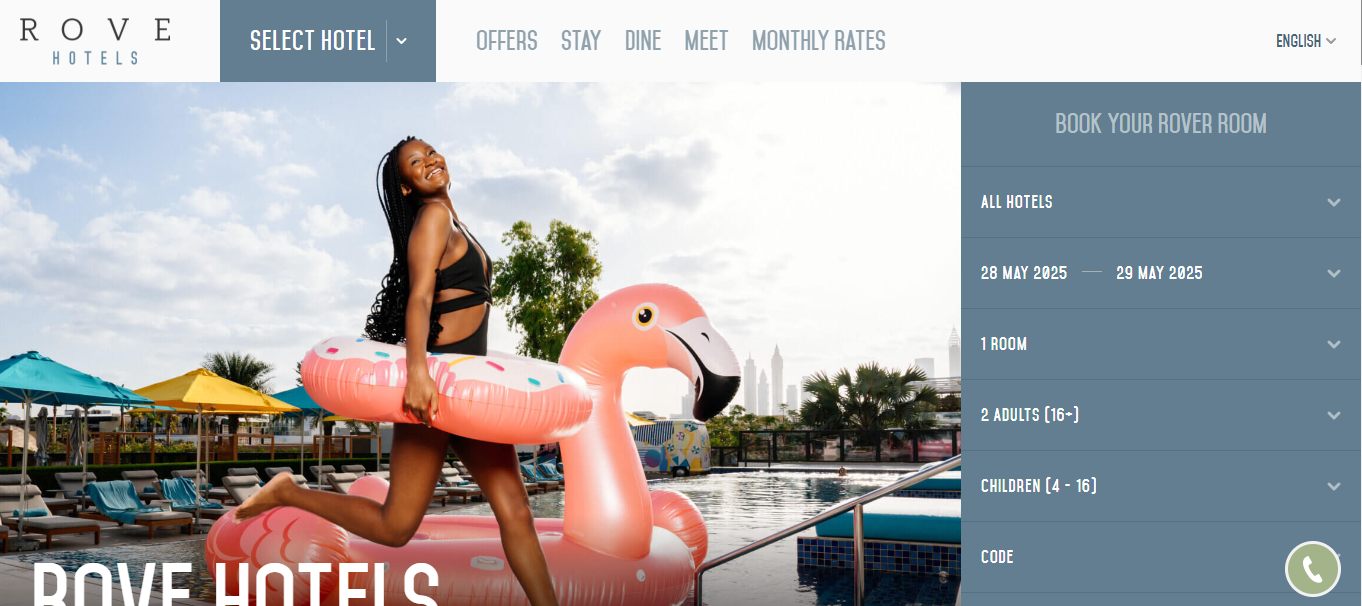 ROVE
HOTELS
SELECT HOTEL
OFFERS STAY DINE MEET MONTHLY RATES
ENGLISH
BOOK YOUR ROVER ROOM
ALL HOTELS
28 MAY 2025 — 29 MAY 2025
1 ROOM
2 ADULTS (16+)
CHILDREN (4 - 16)
CODE
ROVE HOTELS